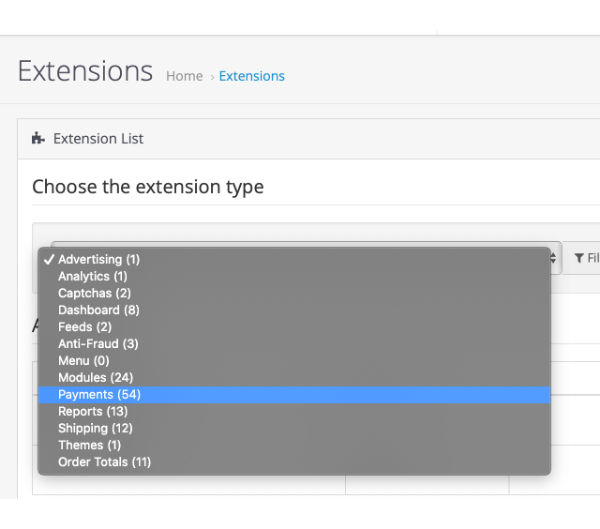 Extensions Home › Extensions
Extension List
Choose the extension type
✓ Advertising (1)
Analytics (1)
Captchas (2)
Dashboard (8)
Feeds (2)
Anti-Fraud (3)
Menu (0)
Modules (24)
Payments (54)
Reports (13)
Shipping (12)
Themes (1)
Order Totals (11)
Fil